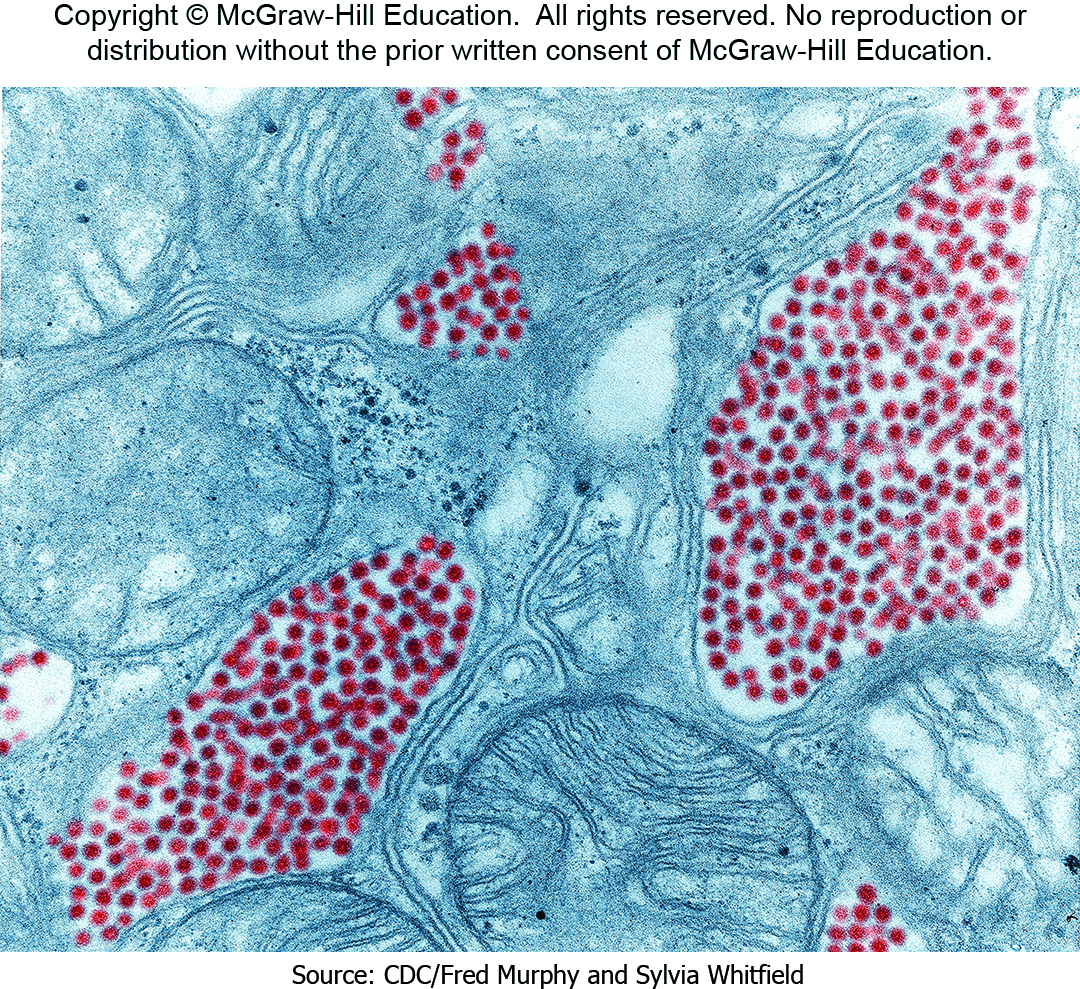 Copyright © McGraw-Hill Education.  All rights reserved. No reproduction or
distribution without the prior written consent of McGraw-Hill Education.
Source: CDC/Fred Murphy and Sylvia Whitfield